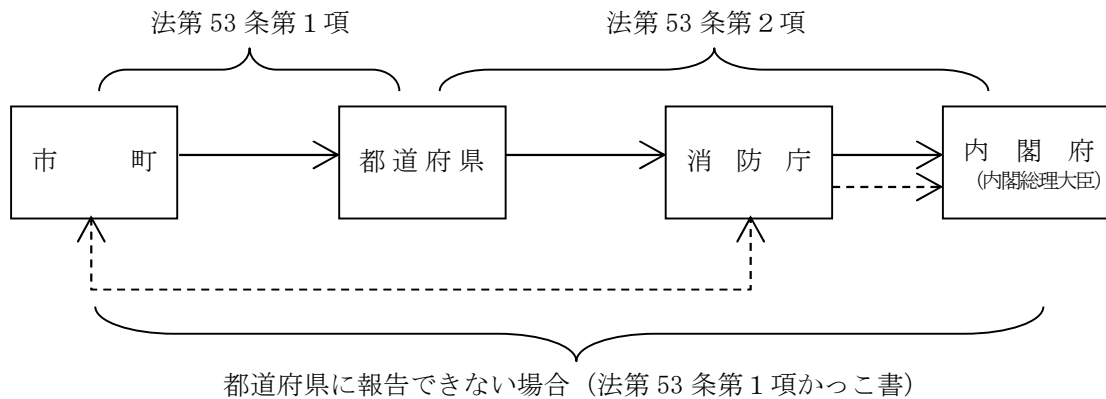 法第 53 条第１項
法第 53 条第２項
市 町
都道府県
消 防 庁
内 閣 府
（内閣総理大臣）
都道府県に報告できない場合（法第 53 条第１項かっこ書）